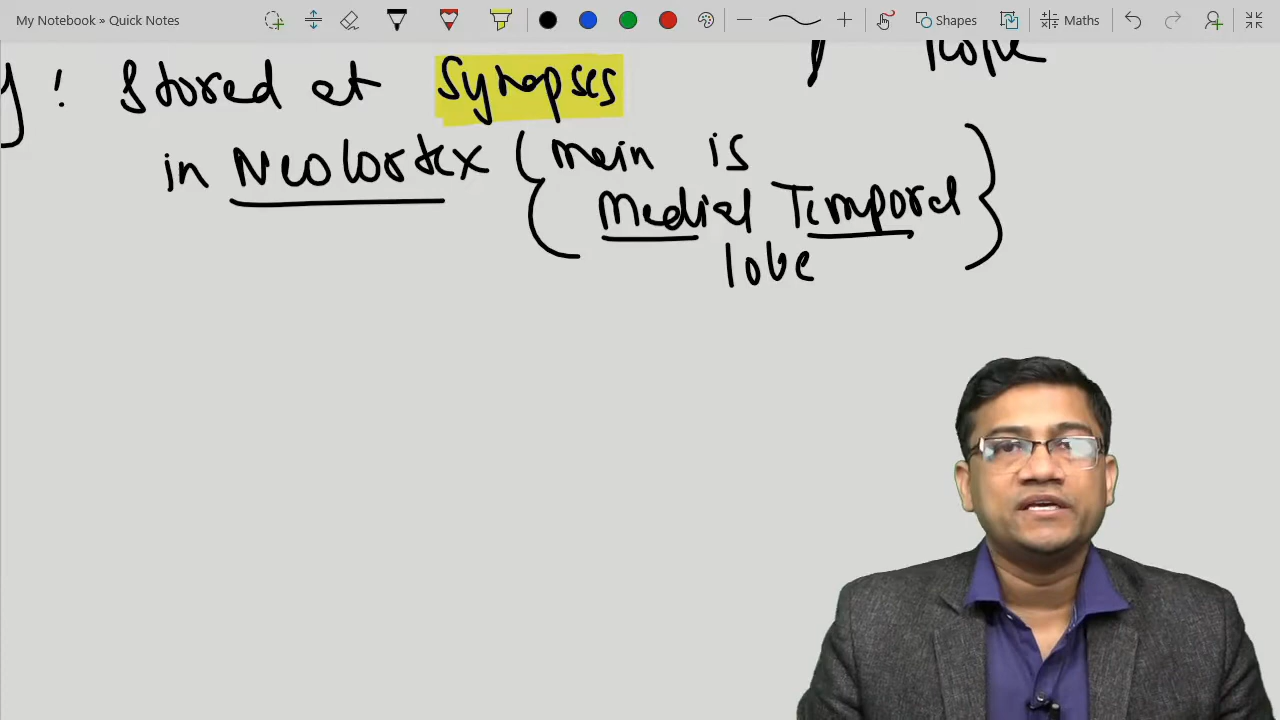 My Notebook » Quick Notes Shapes Maths
y : Stored at Synapses
in NeoCortex ( main is
Medial Temporal
lobe